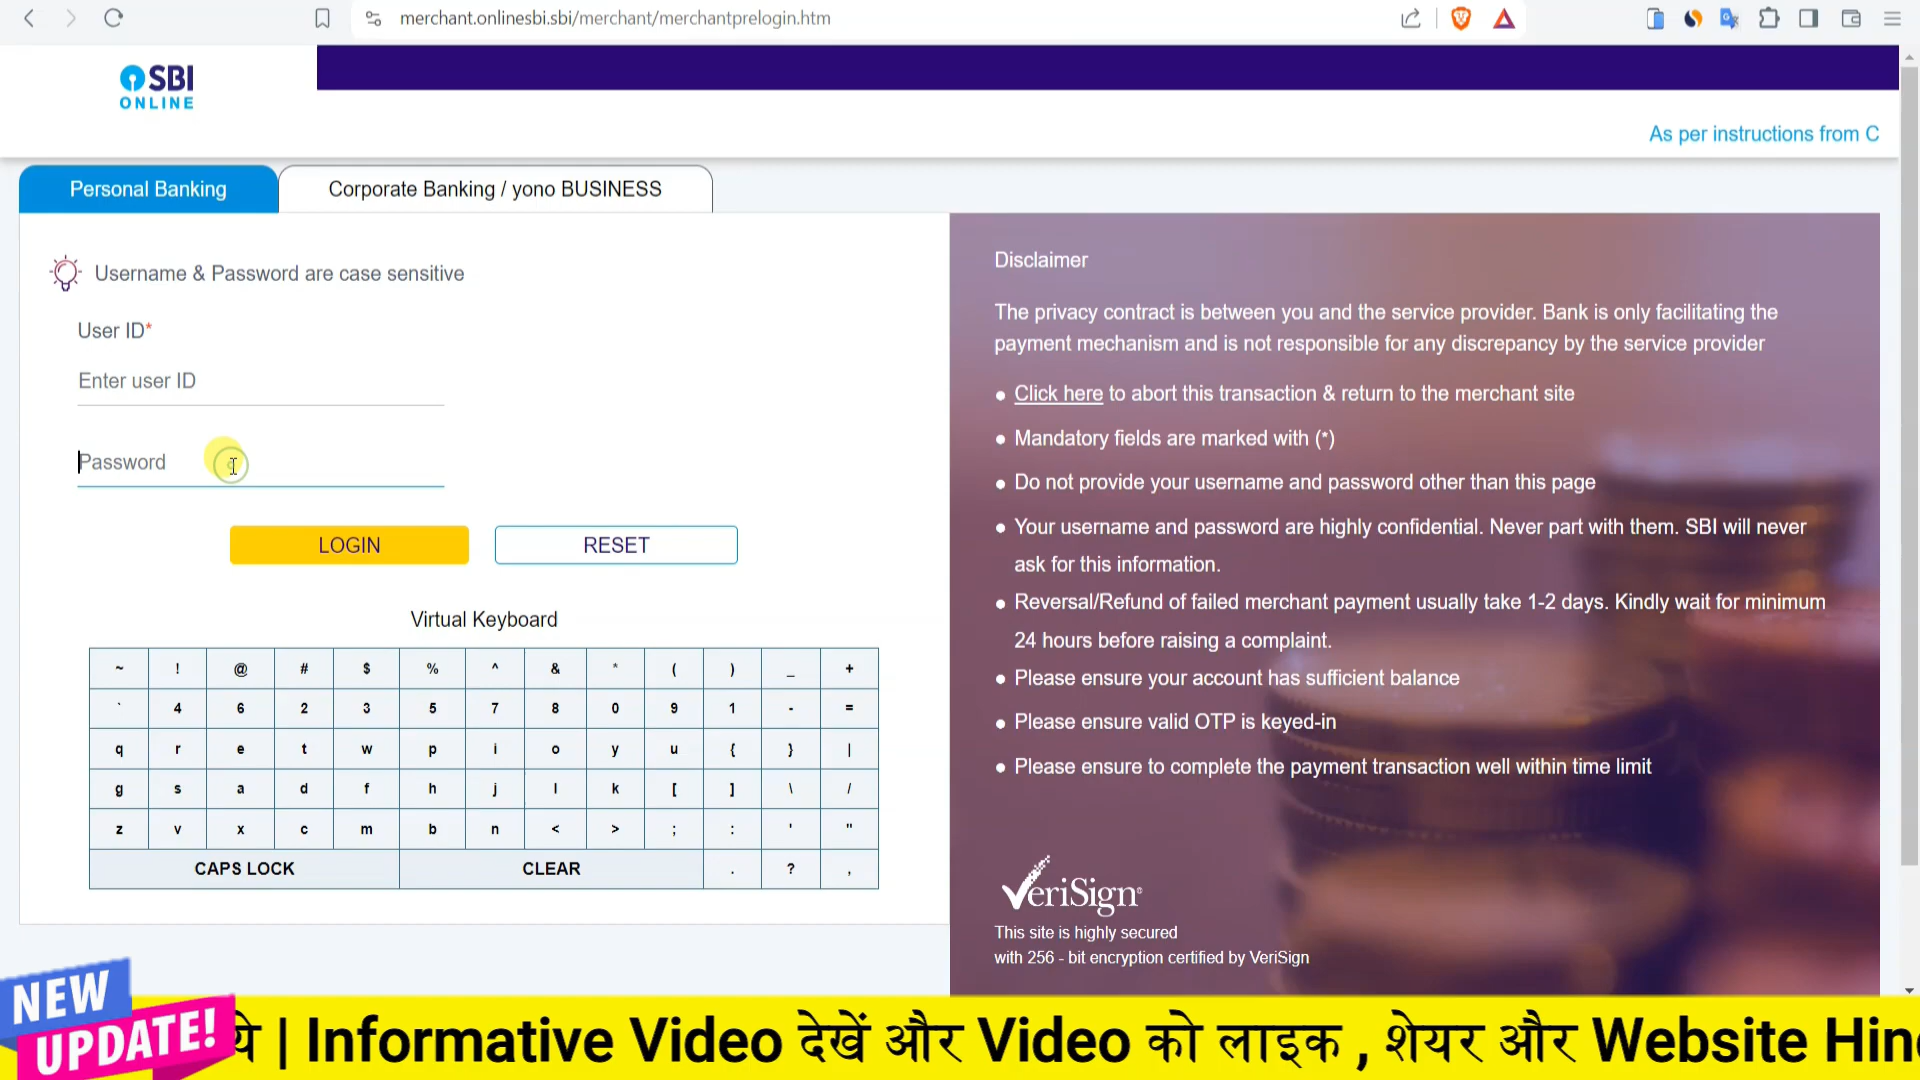 merchant.onlinesbi.sbi/merchant/merchantprelogin.htm
SBI
ONLINE
As per instructions from C
Personal Banking
Corporate Banking / yono BUSINESS
Username & Password are case sensitive
User ID*
Enter user ID
Password
LOGIN
RESET
Virtual Keyboard
~ ! @ # $ % ^ & * ( ) _ +
` 4 6 2 3 5 7 8 0 9 1 - =
q r e t w p i o y u { } |
g s a d f h j l k [ ] \ /
z v x c m b n < > ; : ' "
CAPS LOCK CLEAR . ? ,
Disclaimer
The privacy contract is between you and the service provider. Bank is only facilitating the
payment mechanism and is not responsible for any discrepancy by the service provider
● Click here to abort this transaction & return to the merchant site
● Mandatory fields are marked with (*)
● Do not provide your username and password other than this page
● Your username and password are highly confidential. Never part with them. SBI will never
ask for this information.
● Reversal/Refund of failed merchant payment usually take 1-2 days. Kindly wait for minimum
24 hours before raising a complaint.
● Please ensure your account has sufficient balance
● Please ensure valid OTP is keyed-in
● Please ensure to complete the payment transaction well within time limit
VeriSign
This site is highly secured
with 256 - bit encryption certified by VeriSign
NEW
UPDATE!
ये | Informative Video देखें और Video को लाइक , शेयर और Website Hin